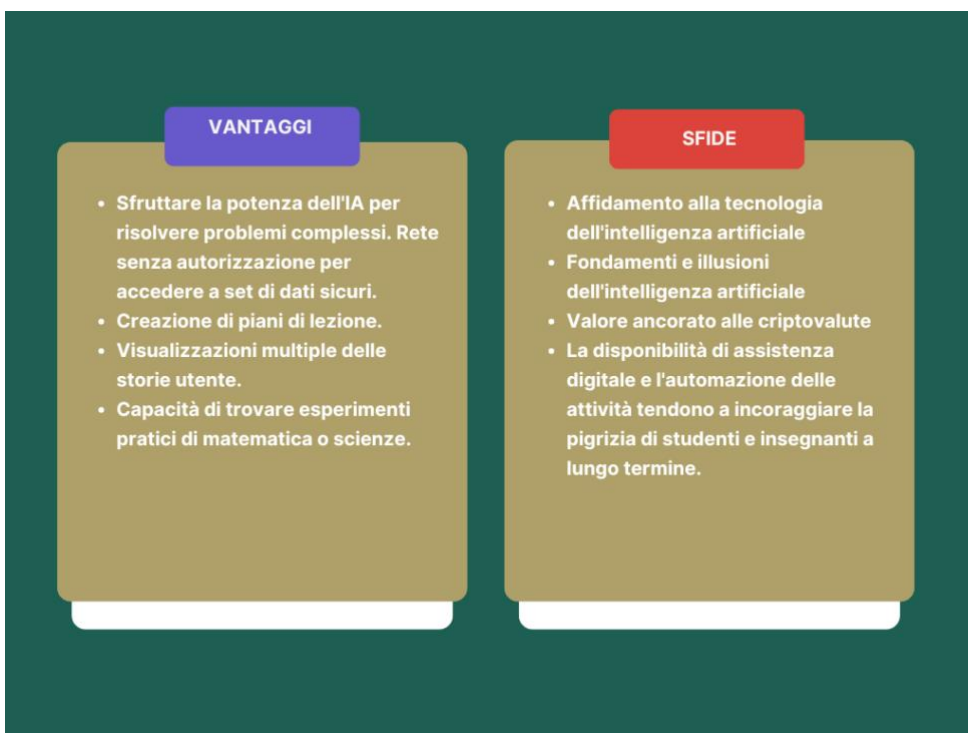 VANTAGGI
• Sfruttare la potenza dell'IA per
risolvere problemi complessi. Rete
senza autorizzazione per
accedere a set di dati sicuri.
• Creazione di piani di lezione.
• Visualizzazioni multiple delle
storie utente.
• Capacità di trovare esperimenti
pratici di matematica o scienze.
SFIDE
• Affidamento alla tecnologia
dell'intelligenza artificiale
• Fondamenti e illusioni
dell'intelligenza artificiale
• Valore ancorato alle criptovalute
• La disponibilità di assistenza
digitale e l'automazione delle
attività tendono a incoraggiare la
pigrizia di studenti e insegnanti a
lungo termine.